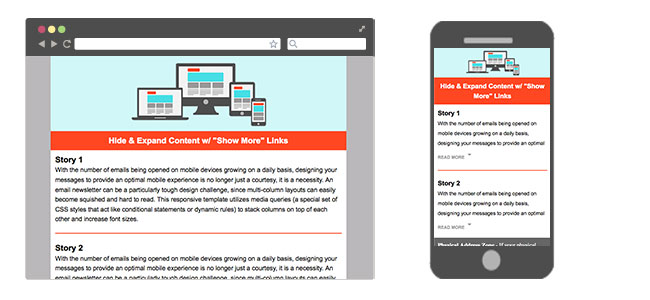 Hide & Expand Content w/ "Show More" Links
Story 1
With the number of emails being opened on mobile devices growing on a daily basis, designing
your messages to provide an optimal mobile experience is no longer just a courtesy, it is a necessity. An
email newsletter can be a particularly tough design challenge, since multi-column layouts can easily
become squished and hard to read. This responsive template utilizes media queries (a special set of
CSS styles that act like conditional statements or dynamic rules) to stack columns on top of each
other and increase font sizes.
Story 2
With the number of emails being opened on mobile devices growing on a daily basis, designing
your messages to provide an optimal mobile experience is no longer just a courtesy, it is a necessity. An
email newsletter can be a particularly tough design challenge, since multi-column layouts can easily
Hide & Expand Content w/ "Show
More" Links
Story 1
With the number of emails being opened on
mobile devices growing on a daily basis,
designing your messages to provide an optimal
READ MORE
Story 2
With the number of emails being opened on
mobile devices growing on a daily basis,
designing your messages to provide an optimal
READ MORE
Physical Address Zone - If your physical